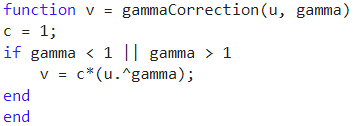 function v = gammaCorrection(u, gamma)
c = 1;
if gamma < 1 || gamma > 1
    v = c*(u.^gamma);
end
end